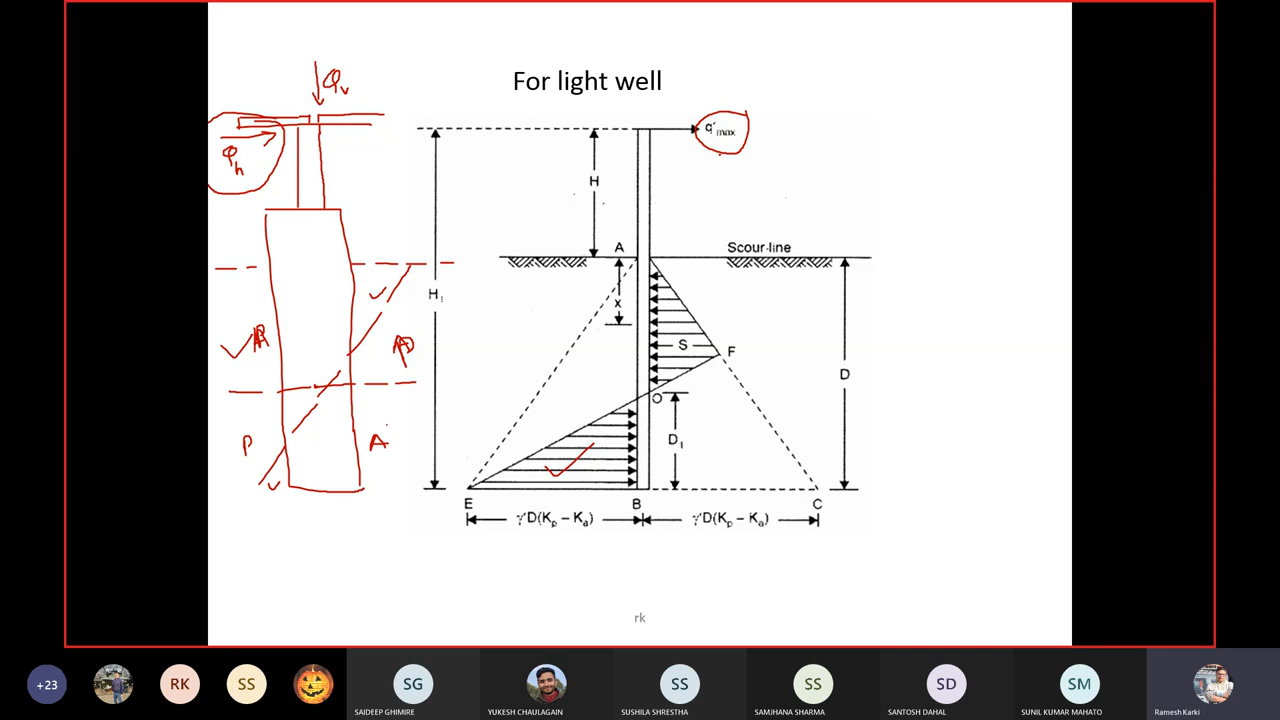 For light well
Qv
Qh
q'max
H
A
Scour line
H1
x
S
F
D
O
D1
P
A
E
B
C
γ'D(Kp – Ka)
γ'D(Kp – Ka)
rk
+23
RK
SS
SG
SS
SS
SD
SM
SAIDEEP GHIMIRE
YUKESH CHAULAGAIN
SUSHILA SHRESTHA
SAMJHANA SHARMA
SANTOSH DAHAL
SUNIL KUMAR MAHATO
Ramesh Karki